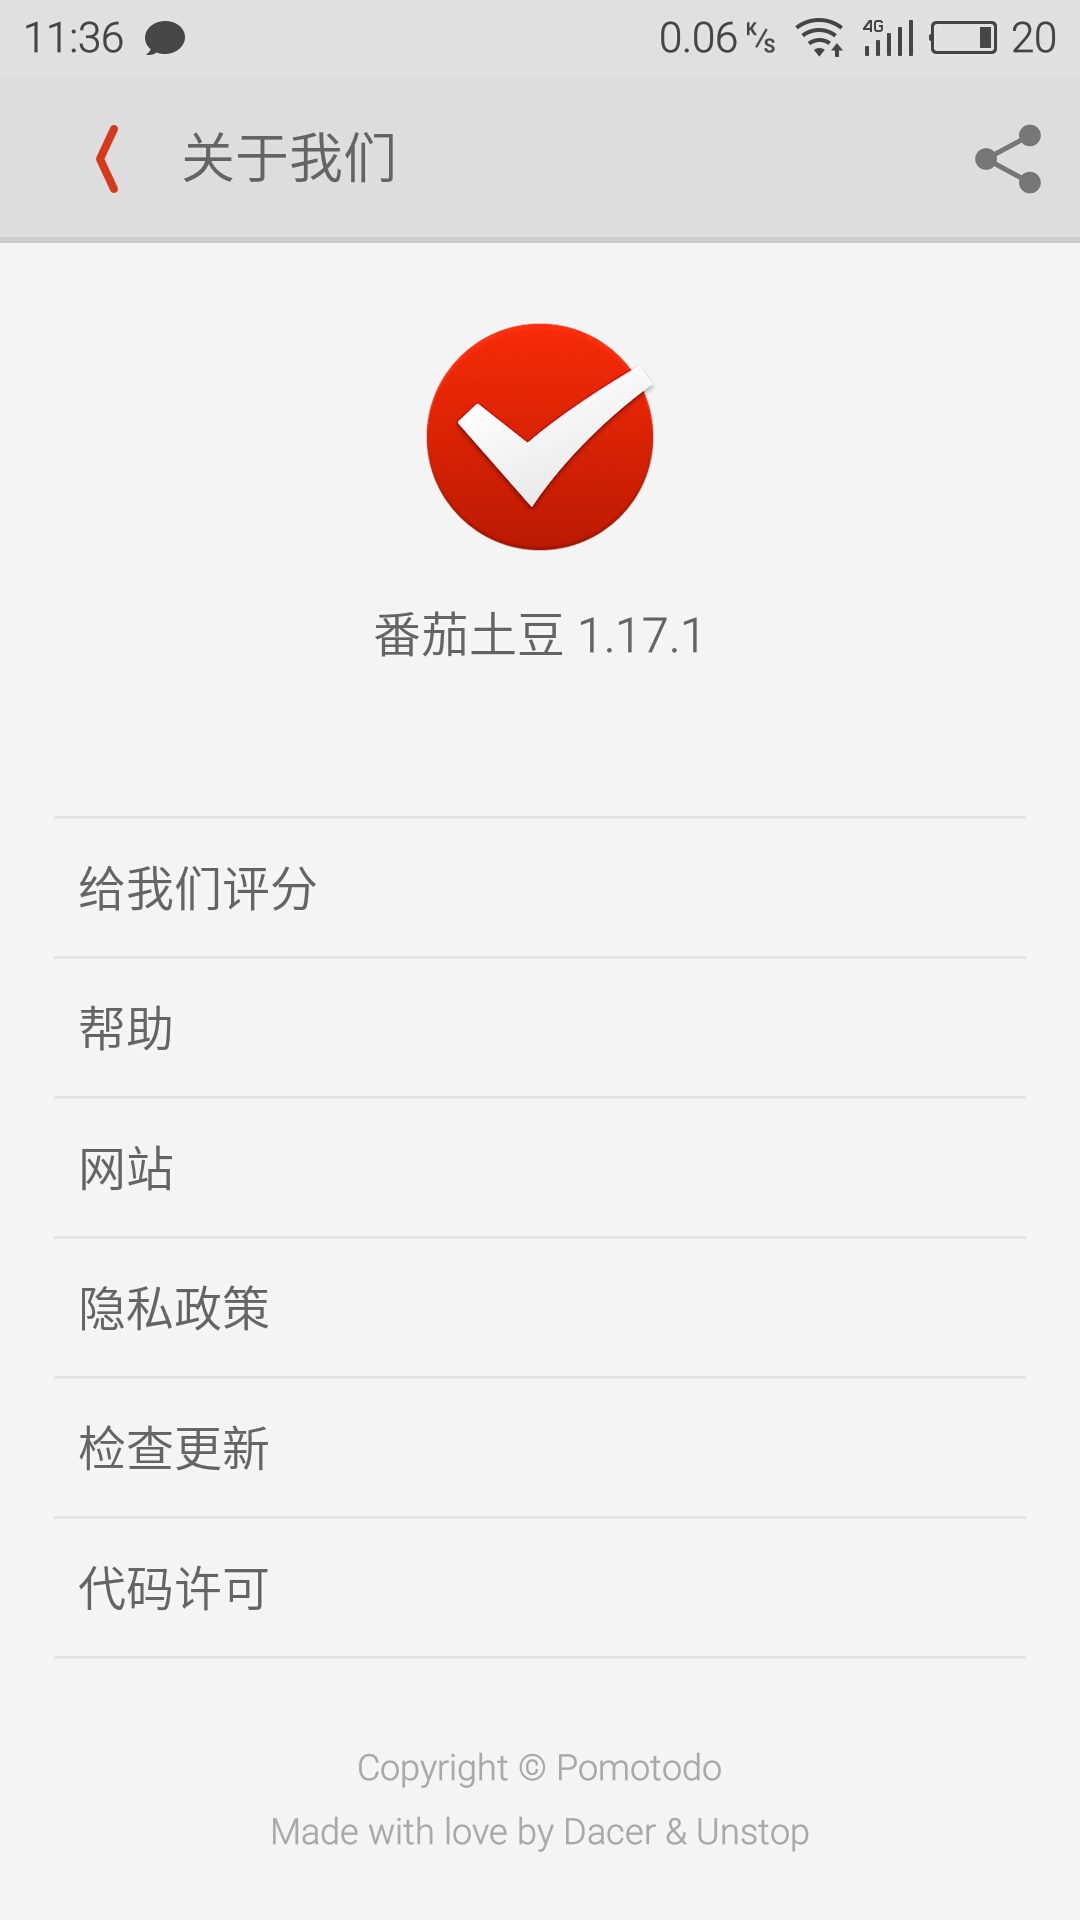 11:36 0.06 K/s 4G 20
关于我们
番茄土豆 1.17.1
给我们评分
帮助
网站
隐私政策
检查更新
代码许可
Copyright © Pomotodo
Made with love by Dacer & Unstop